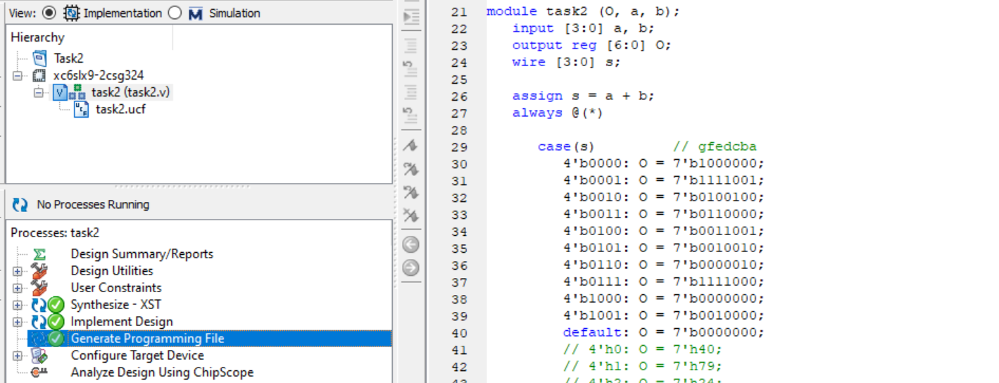 View: Implementation Simulation
Hierarchy
Task2
xc6slx9-2csg324
task2 (task2.v)
task2.ucf
No Processes Running
Processes: task2
Design Summary/Reports
Design Utilities
User Constraints
Synthesize - XST
Implement Design
Generate Programming File
Configure Target Device
Analyze Design Using ChipScope
21 module task2 (O, a, b);
22 input [3:0] a, b;
23 output reg [6:0] O;
24 wire [3:0] s;
25
26 assign s = a + b;
27 always @(*)
28
29 case(s) // gfedcba
30 4'b0000: O = 7'b1000000;
31 4'b0001: O = 7'b1111001;
32 4'b0010: O = 7'b0100100;
33 4'b0011: O = 7'b0110000;
34 4'b0100: O = 7'b0011001;
35 4'b0101: O = 7'b0010010;
36 4'b0110: O = 7'b0000010;
37 4'b0111: O = 7'b1111000;
38 4'b1000: O = 7'b0000000;
39 4'b1001: O = 7'b0010000;
40 default: O = 7'b0000000;
41 // 4'h0: O = 7'h40;
42 // 4'h1: O = 7'h79;
43 // 4'h2: O = 7'h24;